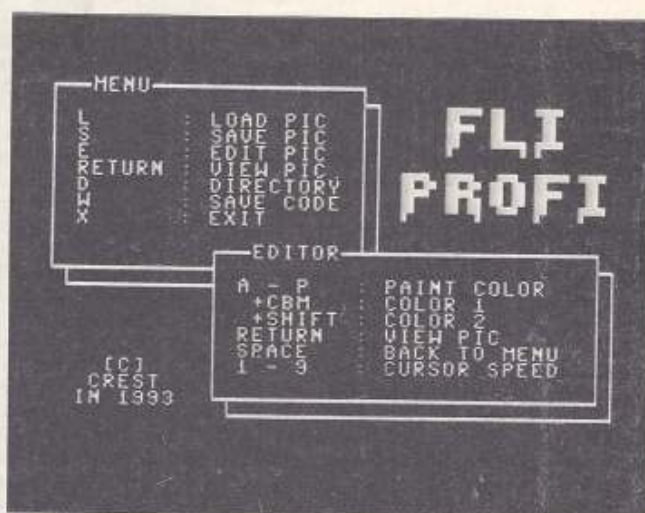 MENU
L : LOAD PIC
S : SAVE PIC
E : EDIT PIC
RETURN : VIEW PIC
D : DIRECTORY
W : SAVE CODE
X : EXIT
FLI
PROFI
EDITOR
A - P : PAINT COLOR
+CBM : COLOR 1
+SHIFT : COLOR 2
RETURN : VIEW PIC
SPACE : BACK TO MENU
1 - 9 : CURSOR SPEED
[C]
CREST
IN 1993